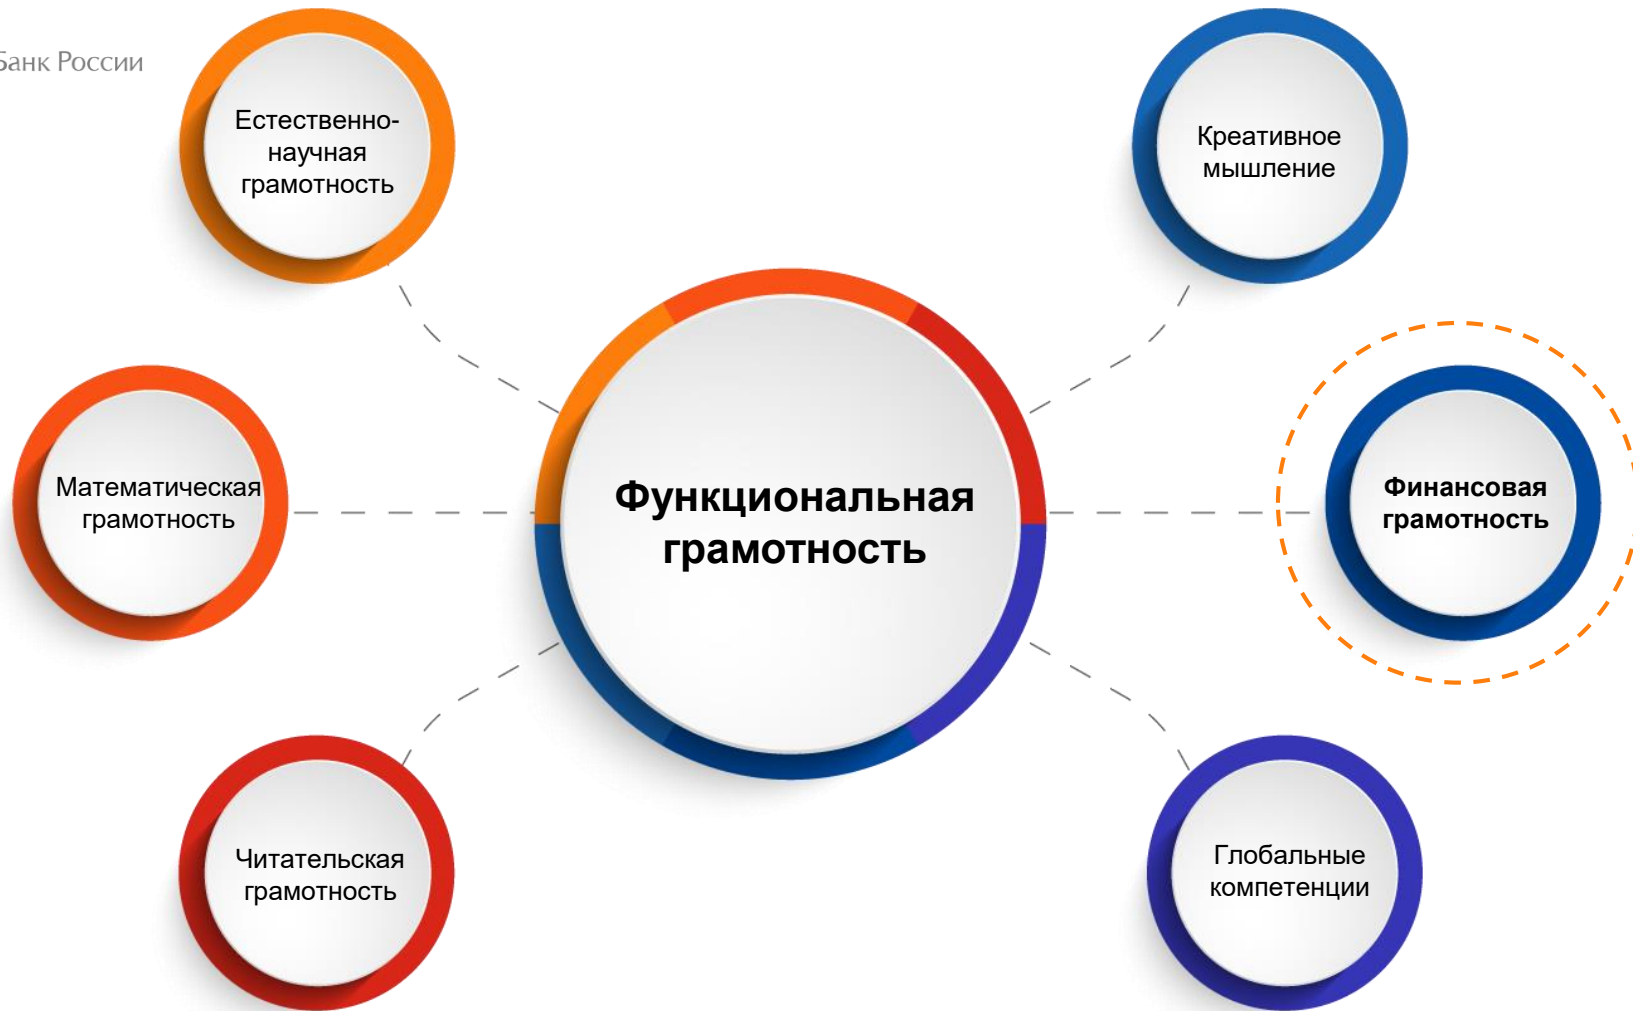 Банк России
Естественно-
научная
грамотность
Креативное
мышление
Математическая
грамотность
Функциональная
грамотность
Финансовая
грамотность
Читательская
грамотность
Глобальные
компетенции